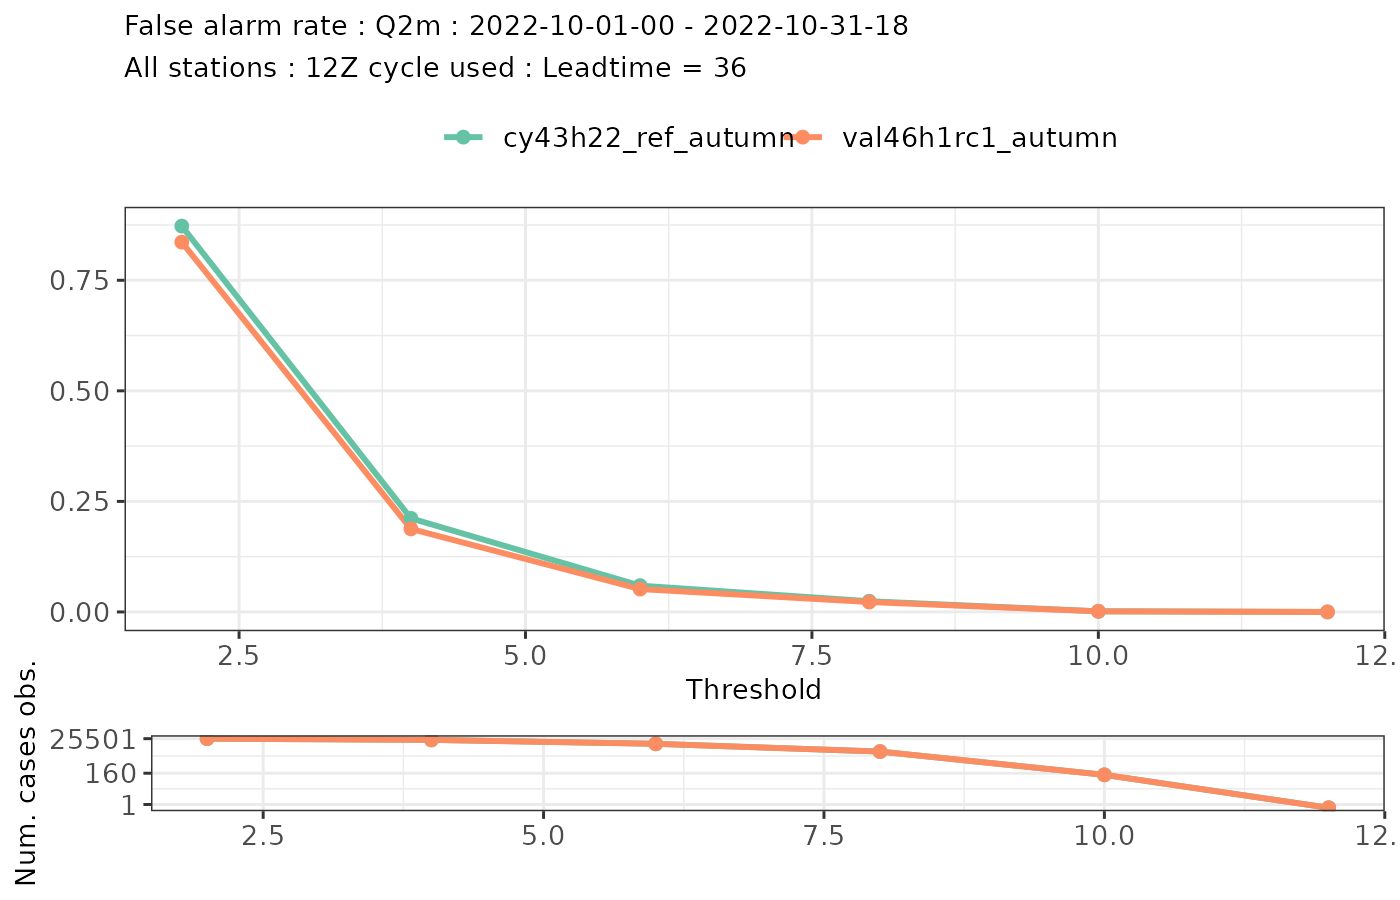 False alarm rate : Q2m : 2022-10-01-00 - 2022-10-31-18
All stations : 12Z cycle used : Leadtime = 36
cy43h22_ref_autumn val46h1rc1_autumn
0.75
0.50
0.25
0.00
2.5 5.0 7.5 10.0 12.
Threshold
Num. cases obs.
25501
160
1
2.5 5.0 7.5 10.0 12.